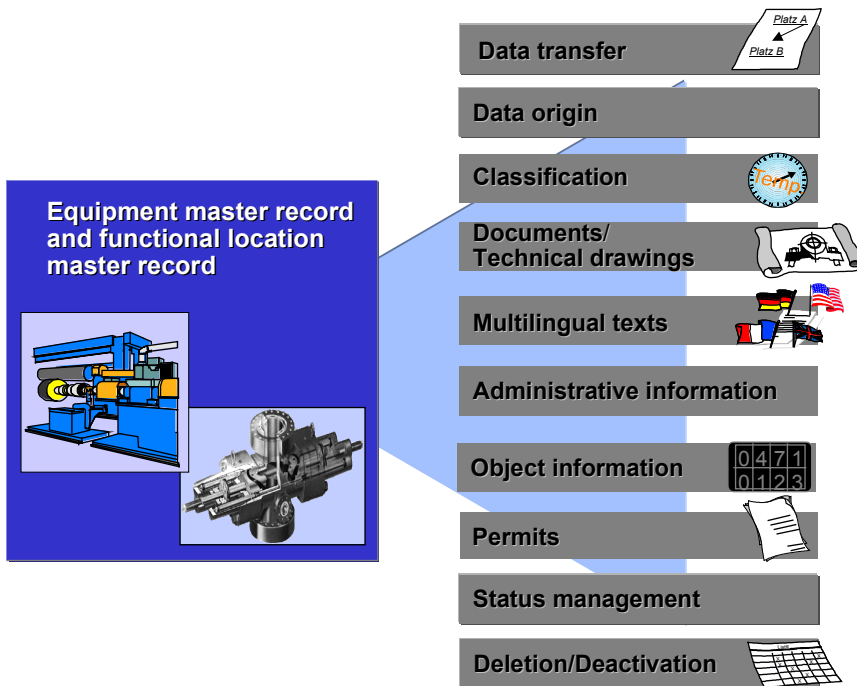 Equipment master record
and functional location
master record
Data transfer
Platz A
Platz B
Data origin
Classification
Temp
Documents/
Technical drawings
Multilingual texts
Administrative information
Object information
0471
0123
Permits
Status management
Deletion/Deactivation